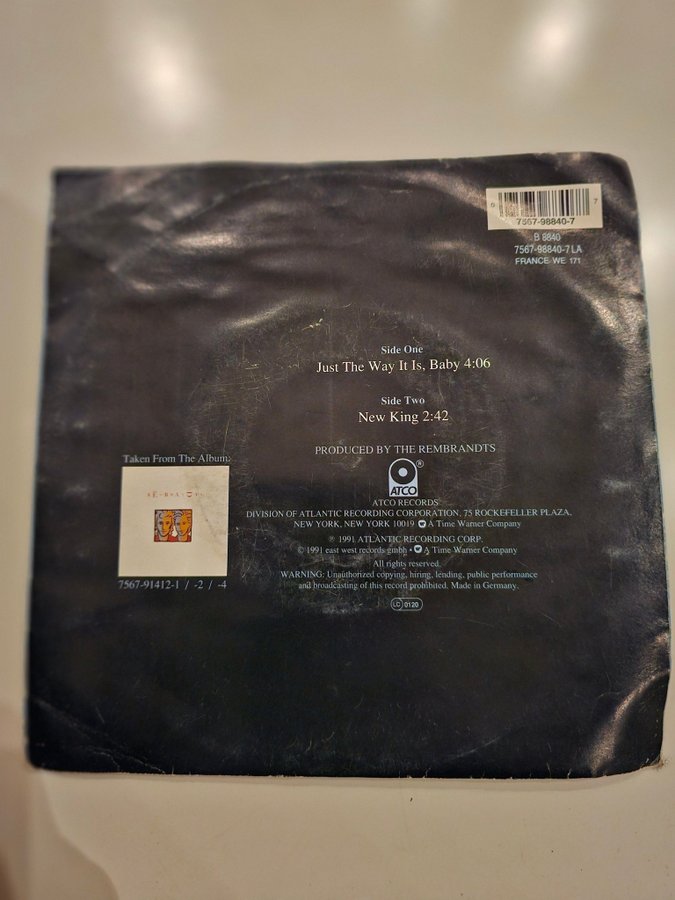 0
7
7567-98840-7
B 8840
7567-98840-7 LA
FRANCE: WE 171
Side One
Just The Way It Is, Baby 4:06
Side Two
New King 2:42
PRODUCED BY THE REMBRANDTS
®
ATCO
ATCO RECORDS
DIVISION OF ATLANTIC RECORDING CORPORATION, 75 ROCKEFELLER PLAZA,
NEW YORK, NEW YORK 10019 A Time Warner Company
℗ 1991 ATLANTIC RECORDING CORP.
© 1991 east west records gmbh • A Time Warner Company
All rights reserved.
WARNING: Unauthorized copying, hiring, lending, public performance
and broadcasting of this record prohibited. Made in Germany.
LC 0120
Taken From The Album:
7567-91412-1 / -2 / -4